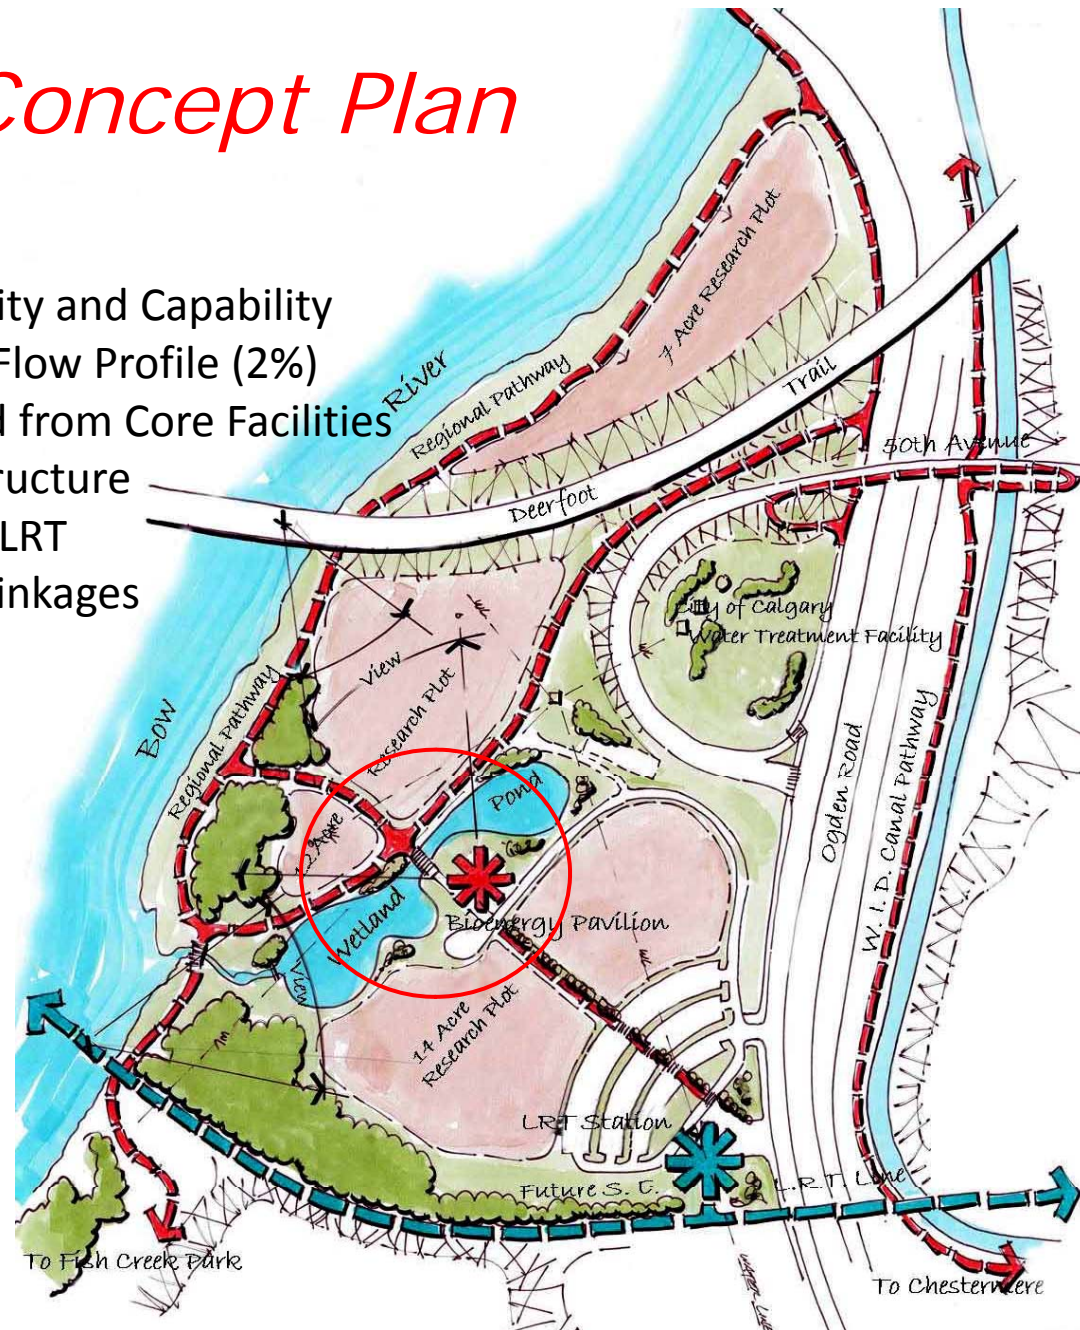 Concept Plan
ity and Capability
Flow Profile (2%)
d from Core Facilities
ructure
LRT
inkages
River
Regional Pathway
7 Acre Research Plot
Trail
Deerfoot
50th Avenue
City of Calgary
Water Treatment Facility
View
Research Plot
Bow
Regional Pathway
Pond
Acre
Ogden Road
W. I. D. Canal Pathway
Wetland
Bioenergy Pavilion
View
14 Acre
Research Plot
LRT Station
Future S. E.
L.R.T. Line
To Fish Creek Park
To Chestermere